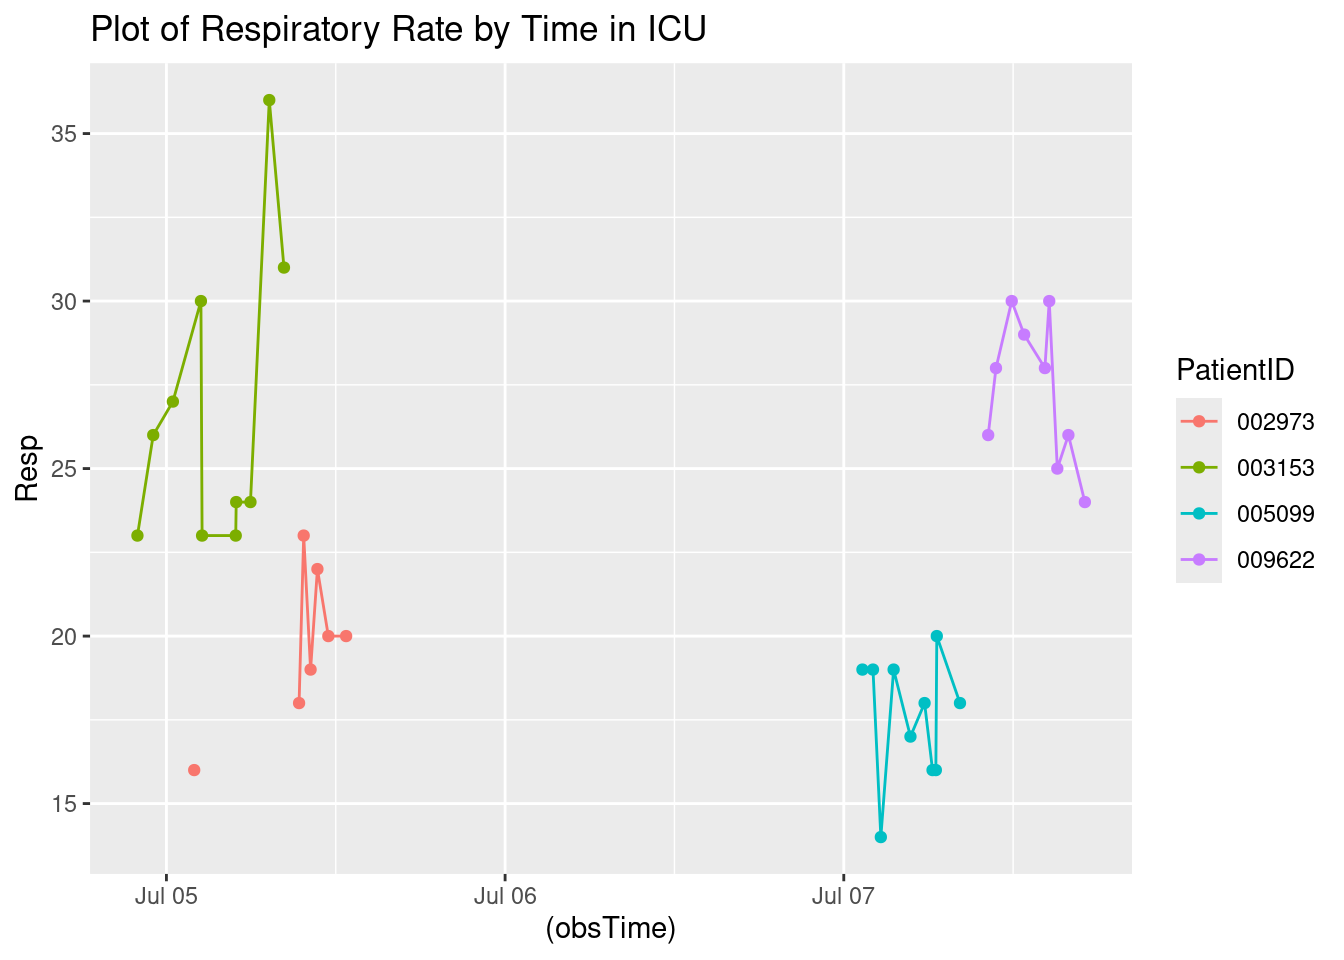 Plot of Respiratory Rate by Time in ICU
35
30
25
20
15
Resp
Jul 05
Jul 06
Jul 07
(obsTime)
PatientID
002973
003153
005099
009622